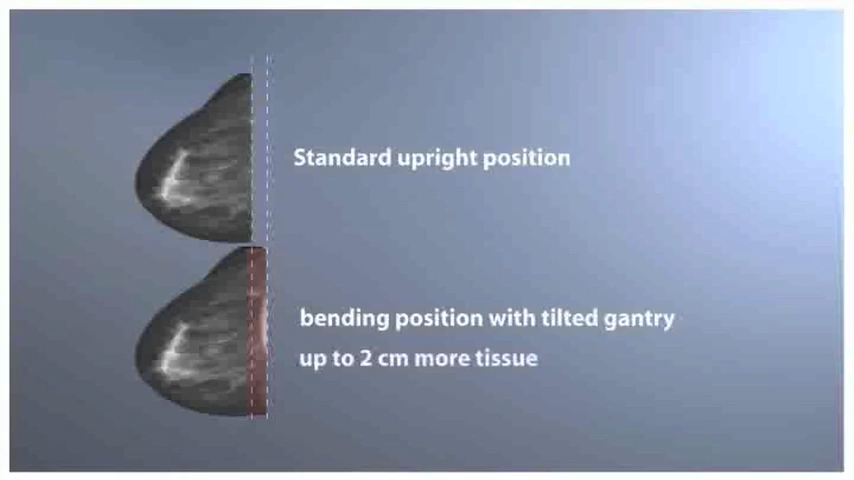 Standard upright position
bending position with tilted gantry
up to 2 cm more tissue